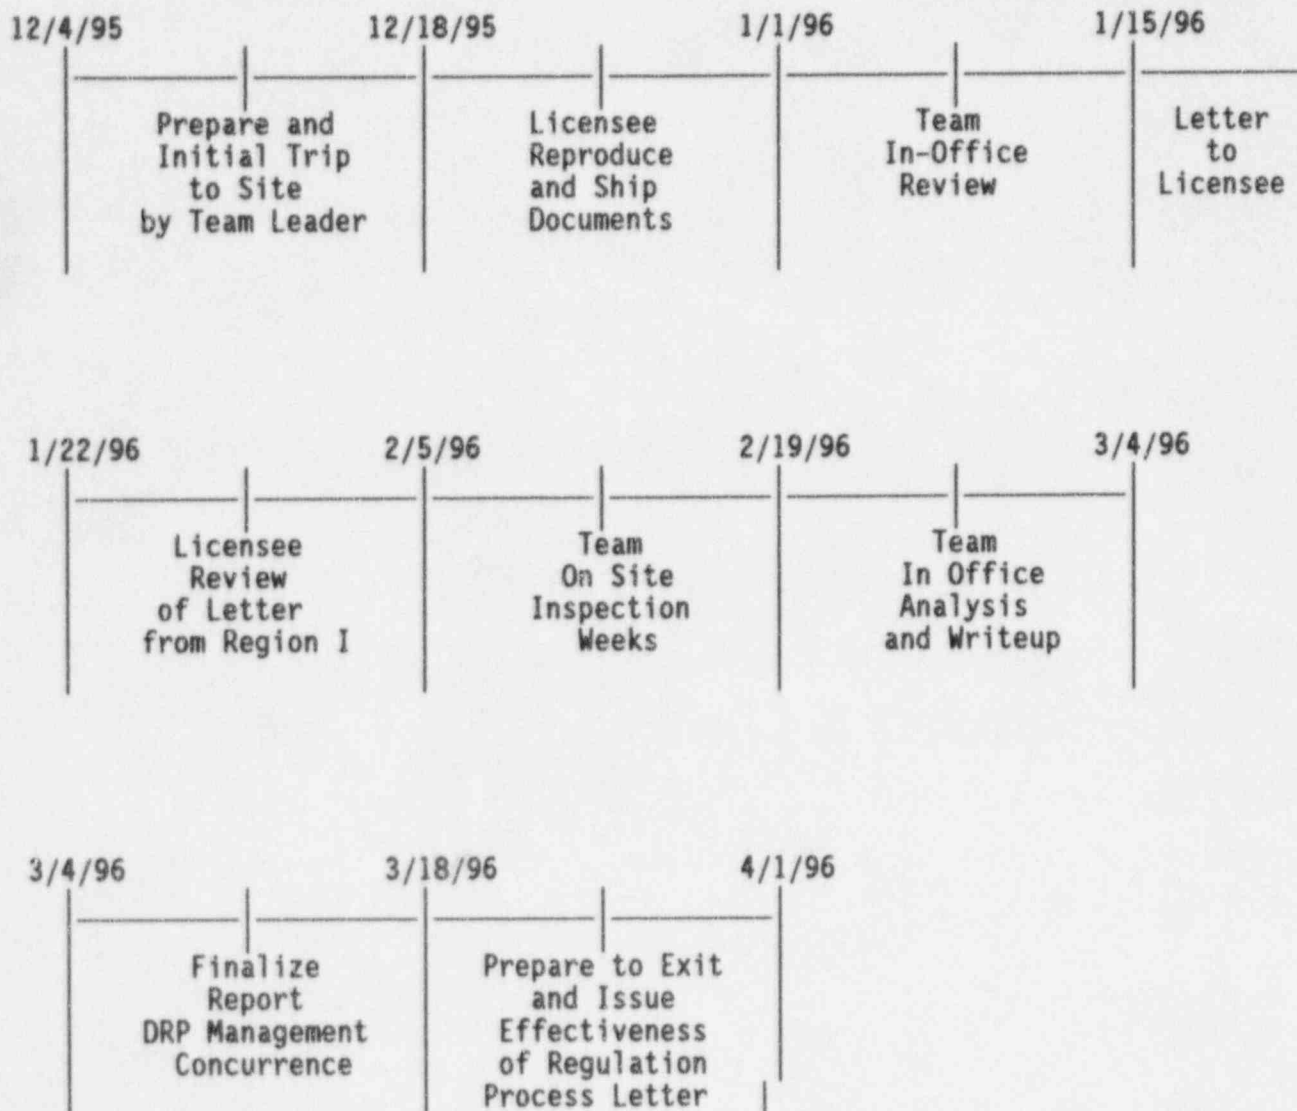 12/4/95 12/18/95 1/1/96 1/15/96
Prepare and
Initial Trip
to Site
by Team Leader
Licensee
Reproduce
and Ship
Documents
Team
In-Office
Review
Letter
to
Licensee
1/22/96 2/5/96 2/19/96 3/4/96
Licensee
Review
of Letter
from Region I
Team
On Site
Inspection
Weeks
Team
In Office
Analysis
and Writeup
3/4/96 3/18/96 4/1/96
Finalize
Report
DRP Management
Concurrence
Prepare to Exit
and Issue
Effectiveness
of Regulation
Process Letter